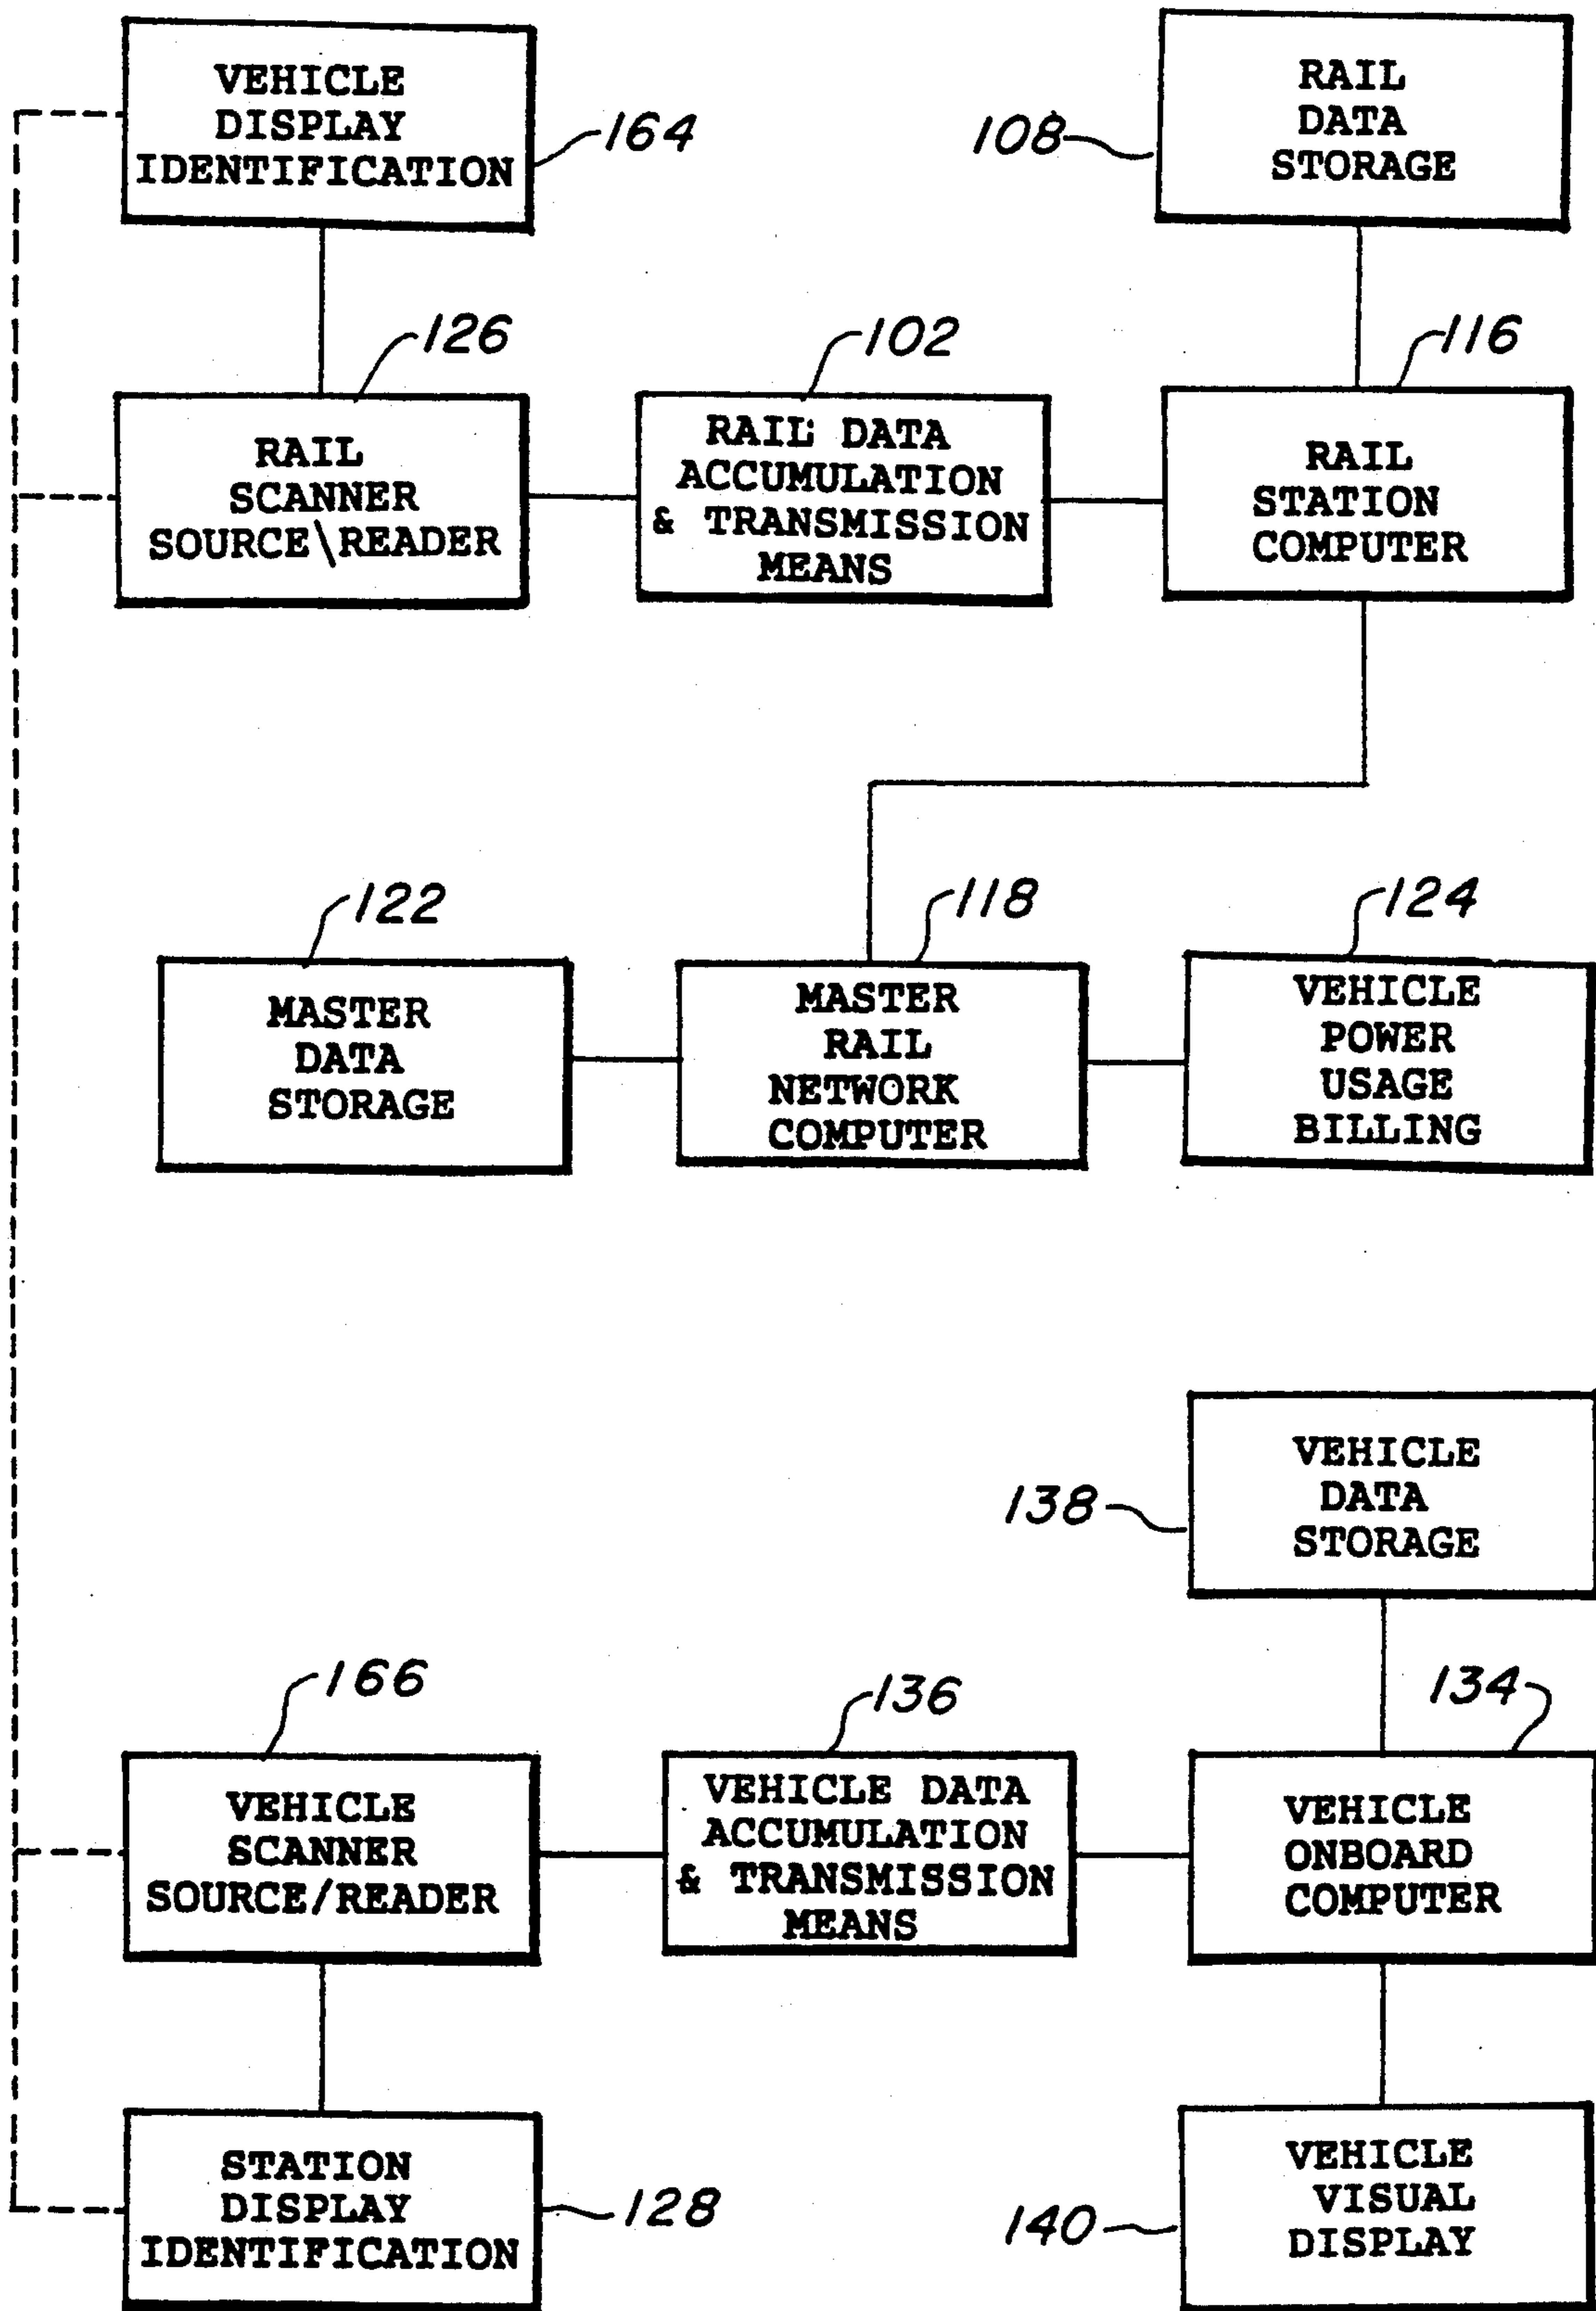 VEHICLE
DISPLAY
IDENTIFICATION
164
108
RAIL
DATA
STORAGE
126
RAIL
SCANNER
SOURCE\READER
102
RAIL DATA
ACCUMULATION
& TRANSMISSION
MEANS
116
RAIL
STATION
COMPUTER
122
MASTER
DATA
STORAGE
118
MASTER
RAIL
NETWORK
COMPUTER
124
VEHICLE
POWER
USAGE
BILLING
138
VEHICLE
DATA
STORAGE
166
VEHICLE
SCANNER
SOURCE/READER
136
VEHICLE DATA
ACCUMULATION
& TRANSMISSION
MEANS
134
VEHICLE
ONBOARD
COMPUTER
STATION
DISPLAY
IDENTIFICATION
128
140
VEHICLE
VISUAL
DISPLAY